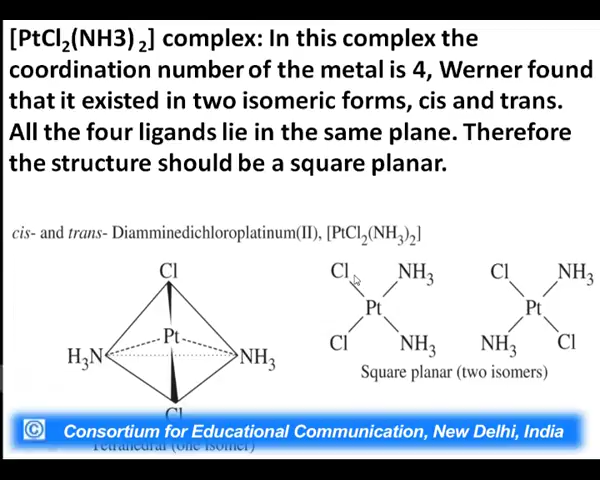 [PtCl₂(NH3)₂] complex: In this complex the
coordination number of the metal is 4, Werner found
that it existed in two isomeric forms, cis and trans.
All the four ligands lie in the same plane. Therefore
the structure should be a square planar.
cis- and trans- Diamminedichloroplatinum(II), [PtCl₂(NH₃)₂]
Cl
Pt
H₃N
NH₃
Cl
Cl NH₃
Pt
Cl NH₃
Cl NH₃
Pt
NH₃ Cl
Square planar (two isomers)
© Consortium for Educational Communication, New Delhi, India
Tetrahedral (one isomer)